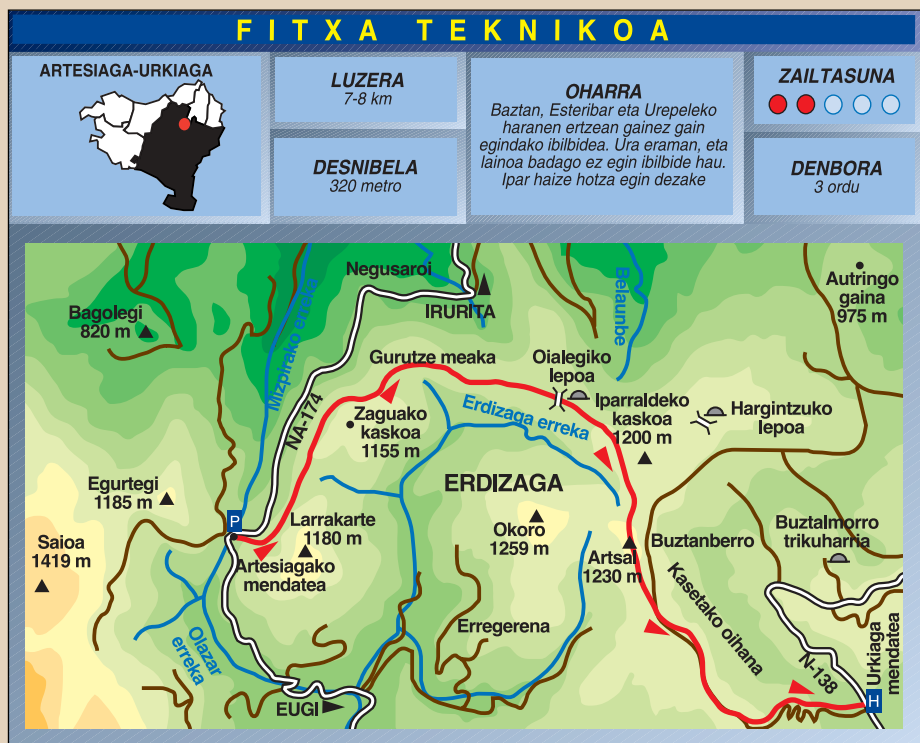 FITXA TEKNIKOA
ARTESIAGA-URKIAGA
LUZERA
7-8 km
DESNIBELA
320 metro
OHARRA
Baztan, Esteribar eta Urepeleko
haranen ertzean gainez gain
egindako ibilbidea. Ura eraman, eta
lainoa badago ez egin ibilbide hau.
Ipar haize hotza egin dezake
ZAILTASUNA
DENBORA
3 ordu
Negusaroi
IRURITA
Bagolegi
820 m
Mizpirako erreka
NA-174
Belaunbe
Autringo
gaina
975 m
Gurutze meaka
Oialegiko
lepoa
Zaguako
kaskoa
1155 m
Erdizaga erreka
Iparraldeko
kaskoa
1200 m
Hargintzuko
lepoa
ERDIZAGA
Egurtegi
1185 m
P
Larrakarte
1180 m
Okoro
1259 m
Saioa
1419 m
Artesiagako
mendatea
Artsal
1230 m
Buztanberro
Buztalmorro
trikuharria
Kasetako oihana
Olazar
erreka
Erregerena
EUGI
N-138
Urkiaga
mendatea
H